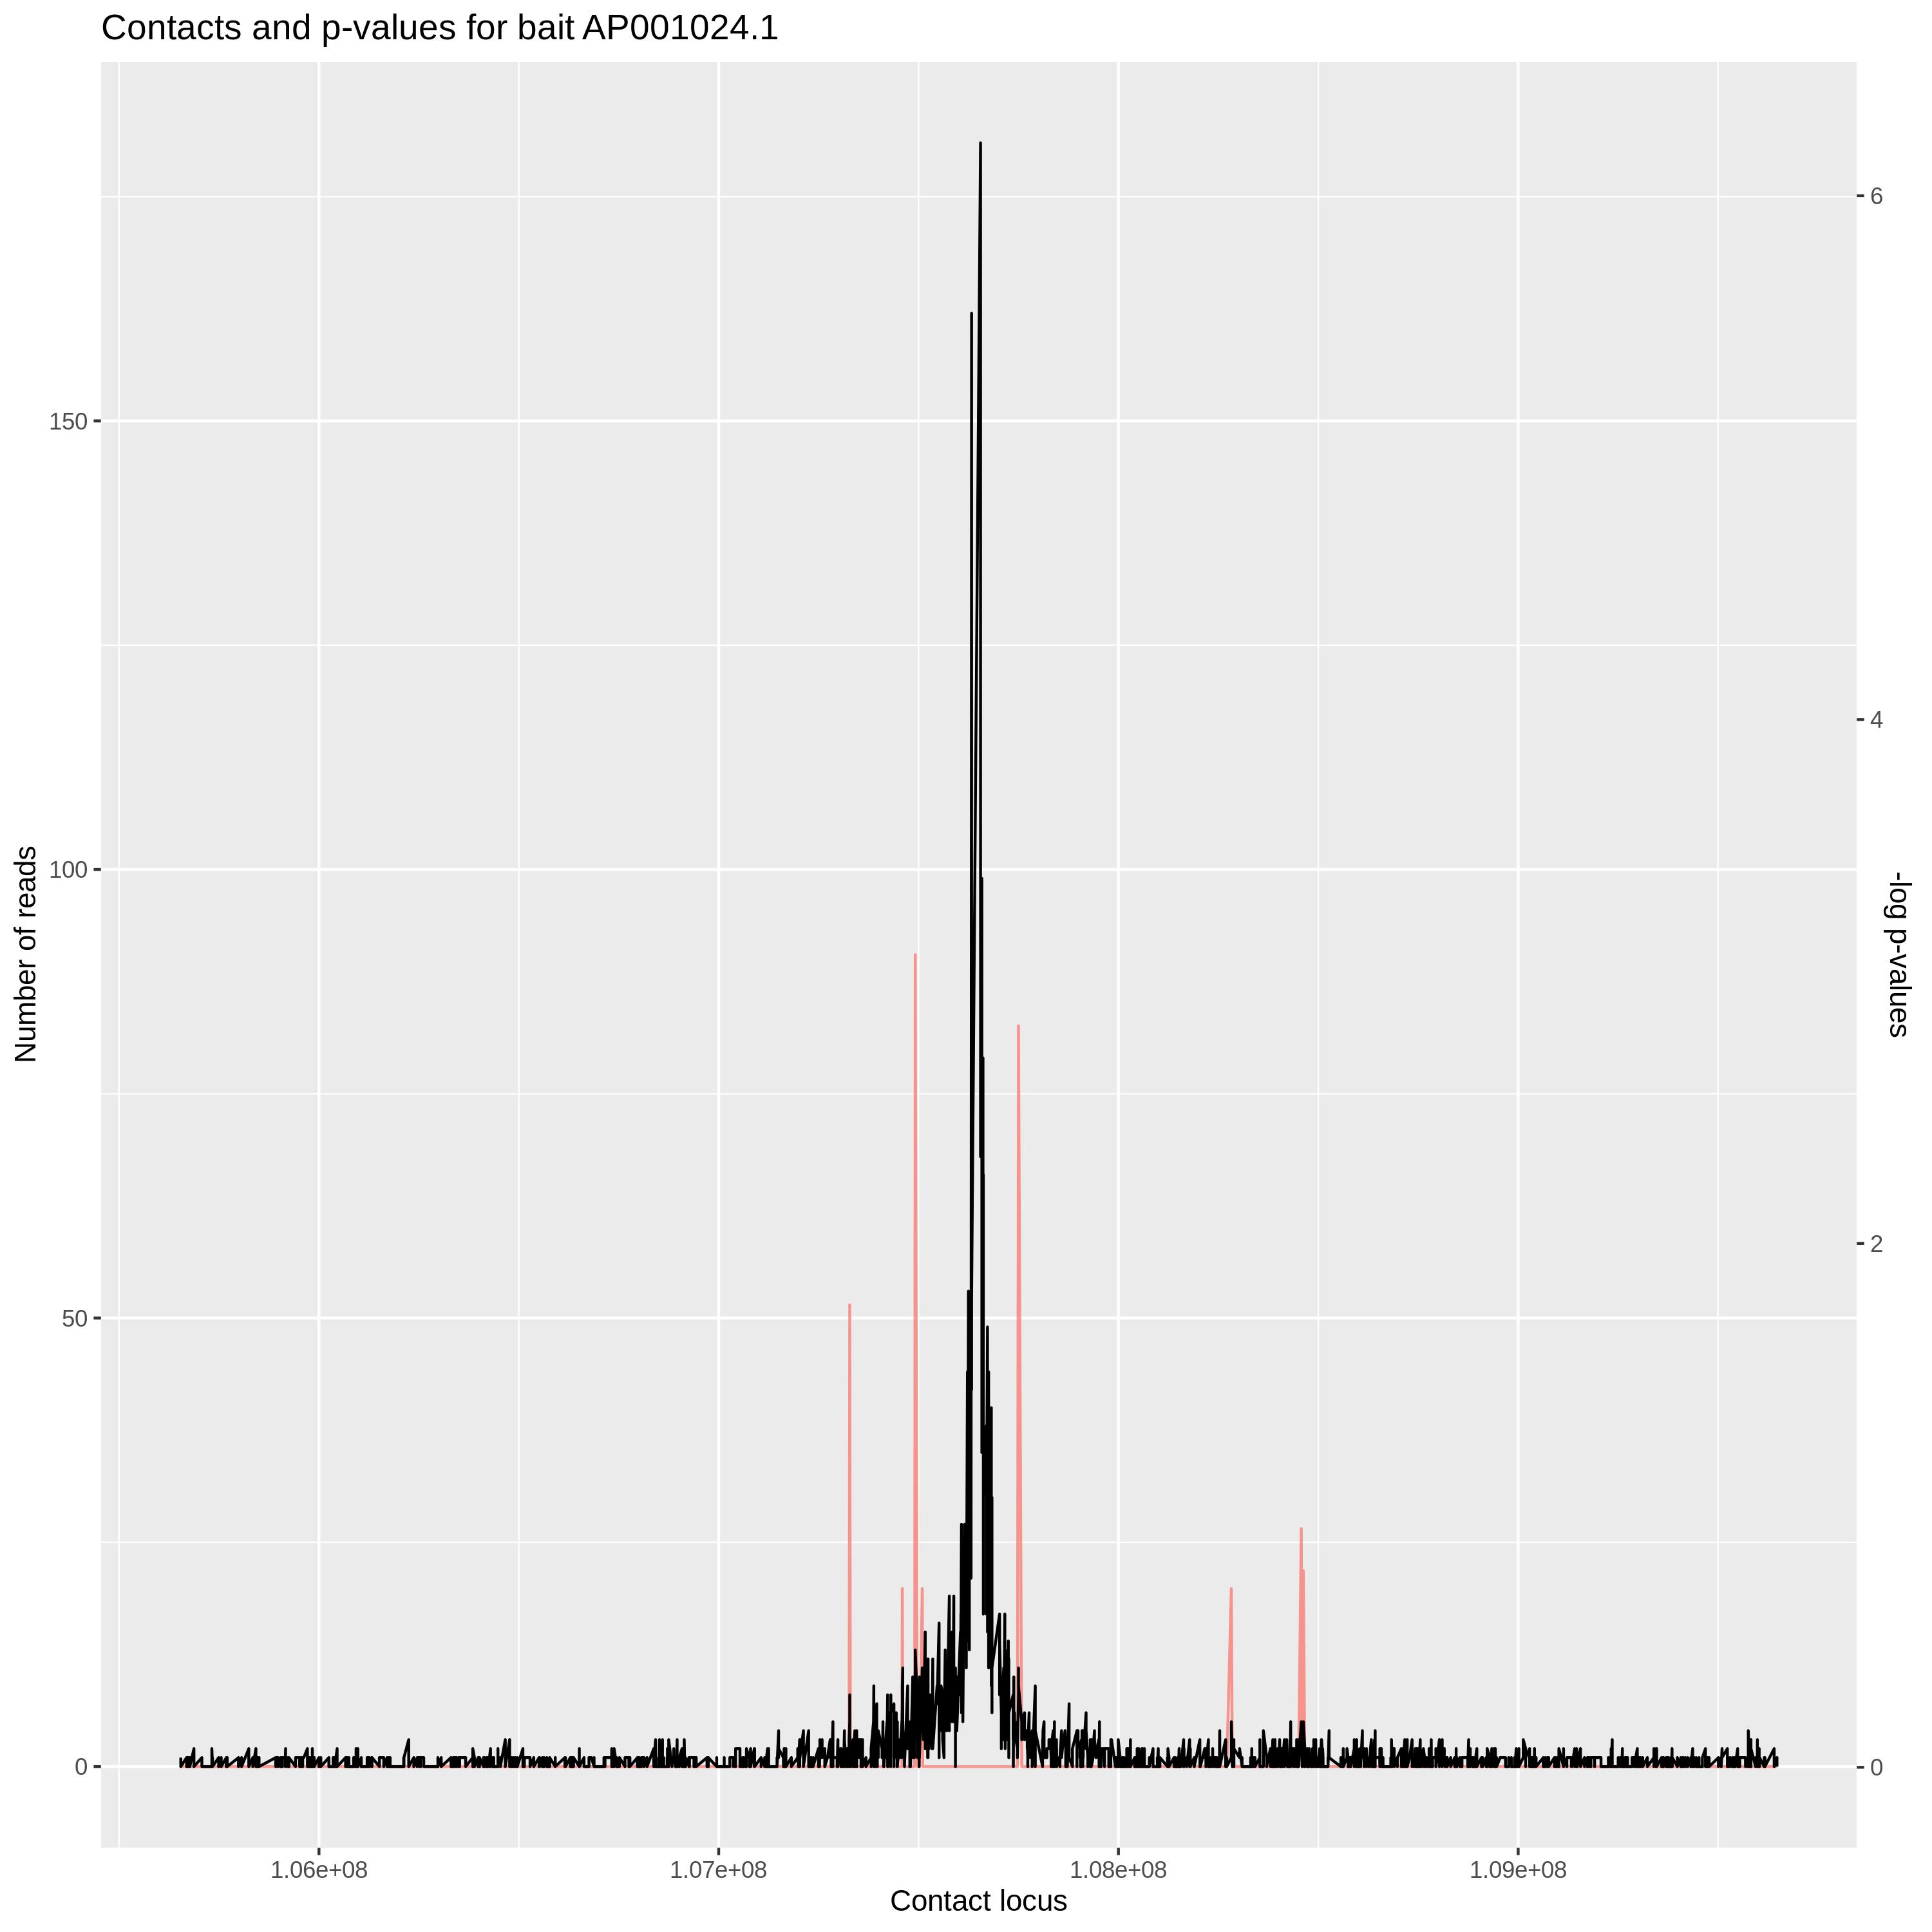 Contacts and p-values for bait AP001024.1
150
100
50
0
6
4
2
0
Number of reads
-log p-values
1.06e+08
1.07e+08
1.08e+08
1.09e+08
Contact locus